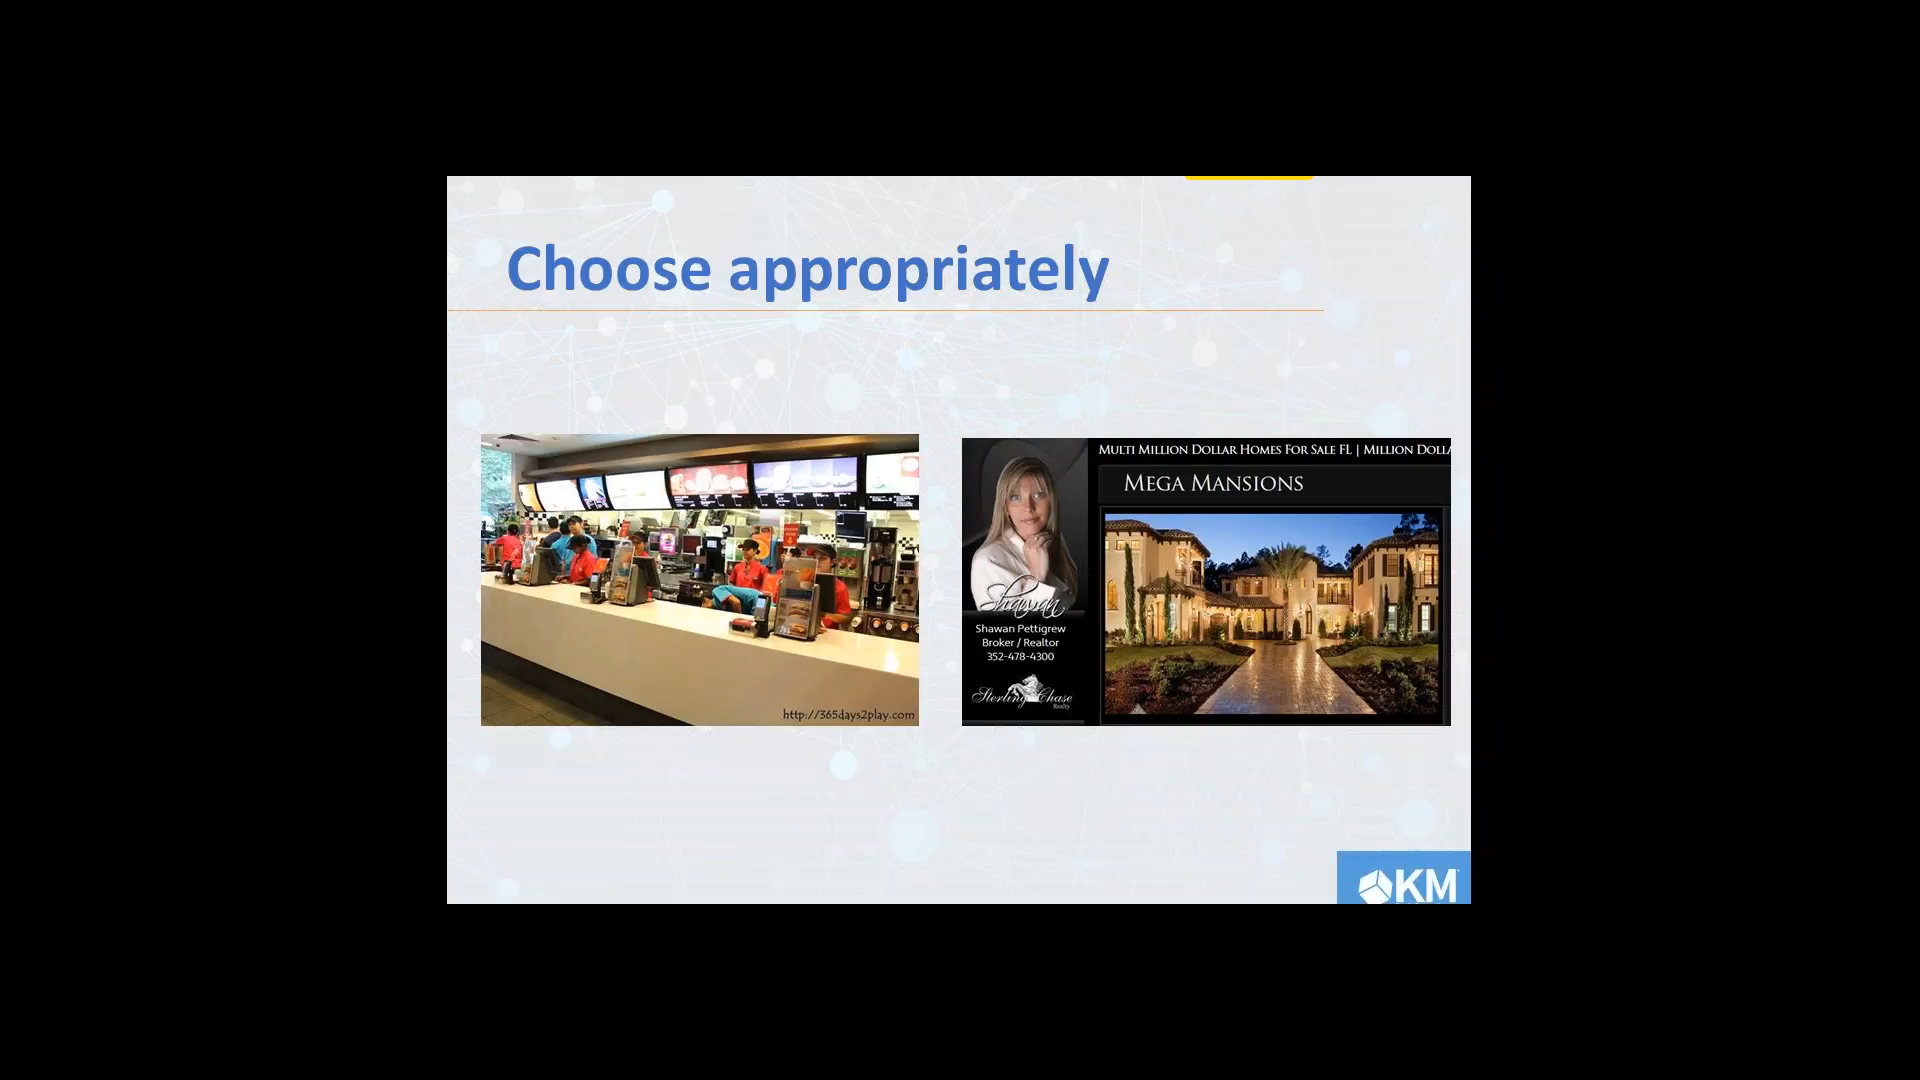 Choose appropriately
http://365days2play.com
MULTI MILLION DOLLAR HOMES FOR SALE FL | MILLION DOLLA
MEGA MANSIONS
Shawan
Shawan Pettigrew
Broker / Realtor
352-478-4300
Sterling Chase
Realty
KM